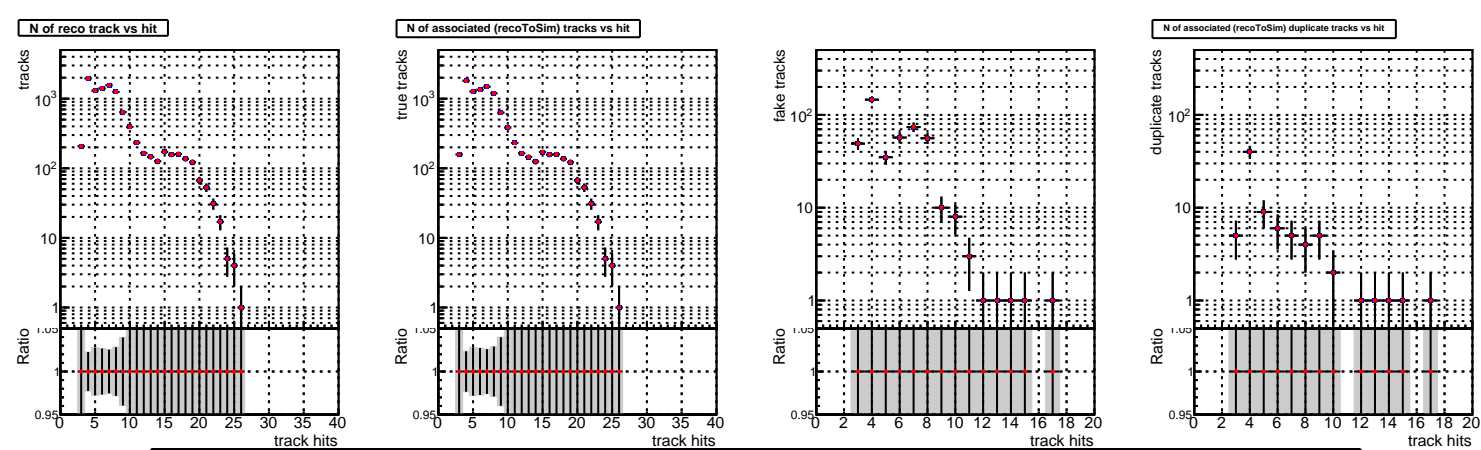 N of reco track vs hit
tracks
10³
10²
10
1
Ratio
1.05
1
0.95
0 5 10 15 20 25 30 35 40
track hits
N of associated (recoToSim) tracks vs hit
true tracks
10³
10²
10
1
Ratio
1.05
1
0.95
0 5 10 15 20 25 30 35 40
track hits
fake tracks
10²
10
1
Ratio
1.05
1
0.95
0 2 4 6 8 10 12 14 16 18 20
track hits
N of associated (recoToSim) duplicate tracks vs hit
duplicate tracks
10²
10
1
Ratio
1.05
1
0.95
0 2 4 6 8 10 12 14 16 18 20
track hits